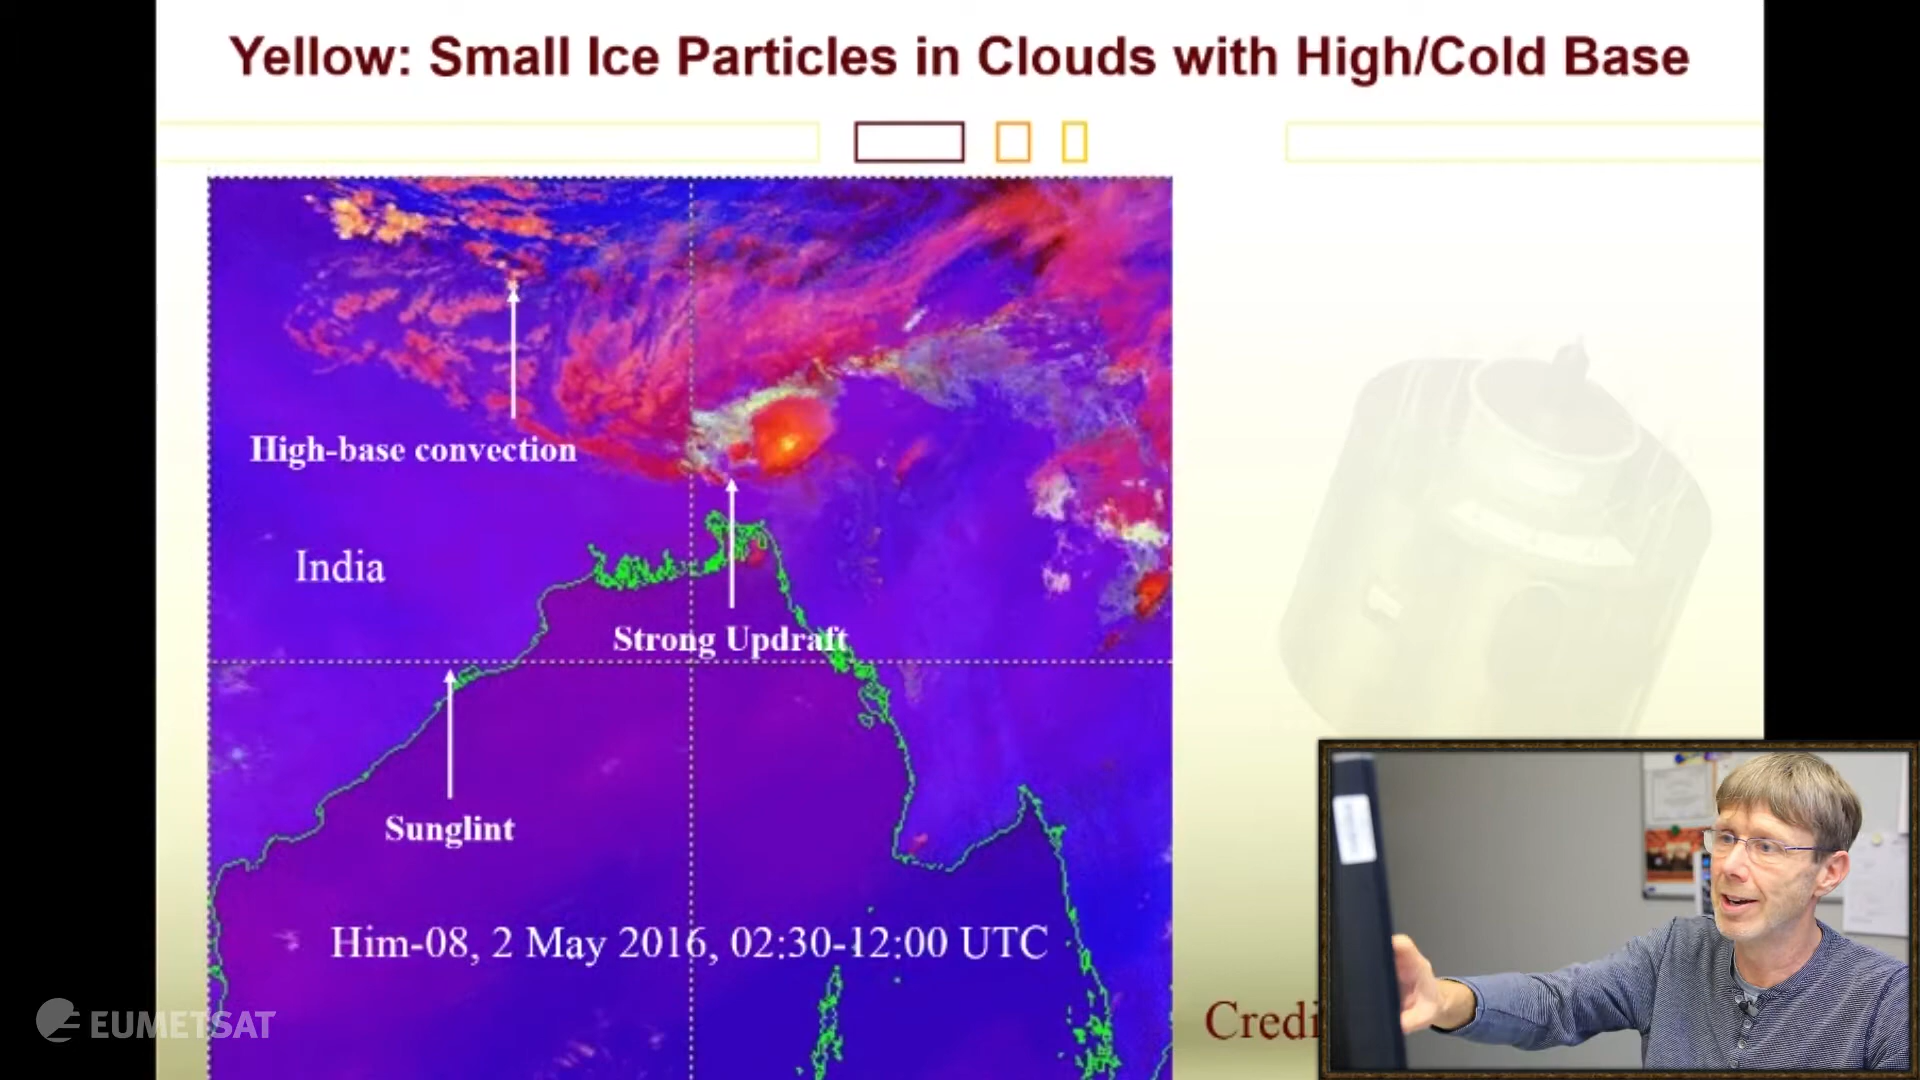 Yellow: Small Ice Particles in Clouds with High/Cold Base
High-base convection
India
Strong Updraft
Sunglint
Him-08, 2 May 2016, 02:30-12:00 UTC
EUMETSAT
Credi